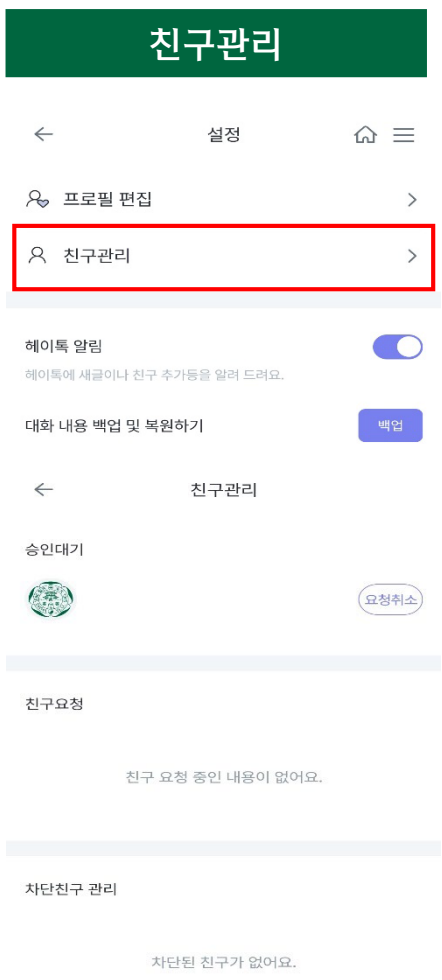 친구관리
설정
프로필 편집
친구관리
헤이톡 알림
헤이톡에 새글이나 친구 추가등을 알려 드려요.
대화 내용 백업 및 복원하기
백업
친구관리
승인대기
요청취소
친구요청
친구 요청 중인 내용이 없어요.
차단친구 관리
차단된 친구가 없어요.